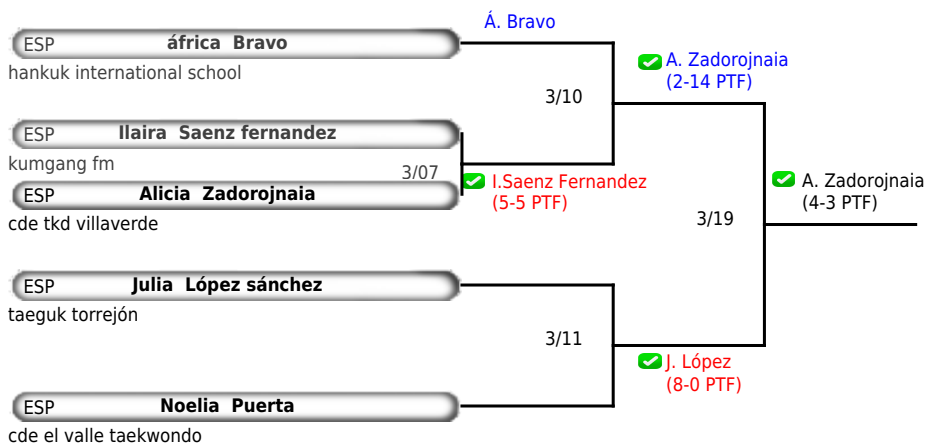 Á. Bravo
ESP áfrica Bravo
hankuk international school
A. Zadorojnaia
(2-14 PTF)
3/10
ESP Ilaira Saenz fernandez
kumgang fm
3/07
I.Saenz Fernandez
(5-5 PTF)
A. Zadorojnaia
(4-3 PTF)
ESP Alicia Zadorojnaia
cde tkd villaverde
3/19
ESP Julia López sánchez
taeguk torrejón
3/11
J. López
(8-0 PTF)
ESP Noelia Puerta
cde el valle taekwondo